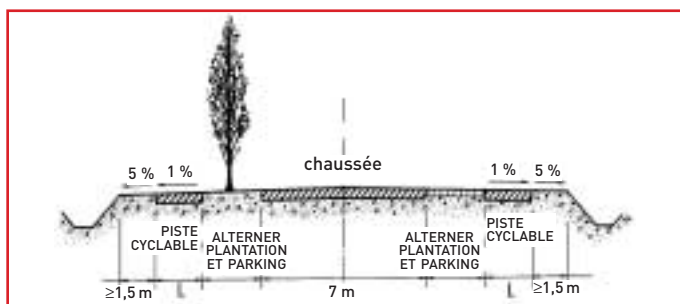 chaussée
5 %
1 %
1 %
5 %
PISTE
CYCLABLE
ALTERNER
PLANTATION
ET PARKING
ALTERNER
PLANTATION
ET PARKING
PISTE
CYCLABLE
≥1,5 m
L
7 m
L
≥1,5 m